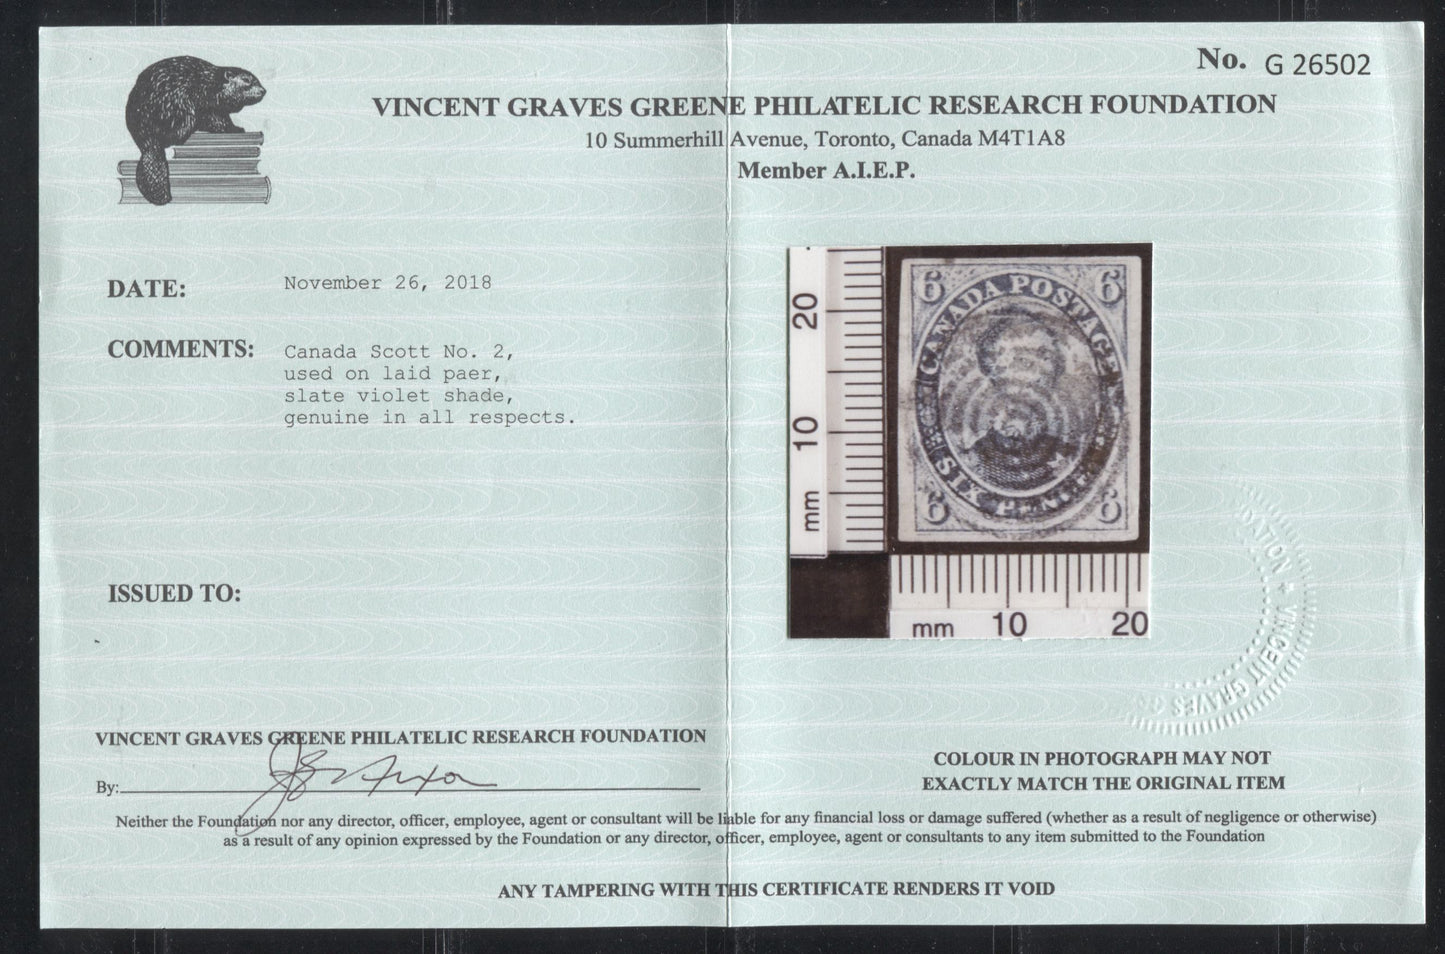 No. G 26502
VINCENT GRAVES GREENE PHILATELIC RESEARCH FOUNDATION
10 Summerhill Avenue, Toronto, Canada M4T1A8
Member A.I.E.P.
DATE: November 26, 2018
COMMENTS: Canada Scott No. 2,
used on laid paer,
slate violet shade,
genuine in all respects.
20
10
mm
6 6
CANADA POSTAGE
SIX PENCE
6 6
mm 10 20
ISSUED TO:
DATION * VINCENT GRAVES
VINCENT GRAVES GREENE PHILATELIC RESEARCH FOUNDATION
By:
COLOUR IN PHOTOGRAPH MAY NOT
EXACTLY MATCH THE ORIGINAL ITEM
Neither the Foundation nor any director, officer, employee, agent or consultant will be liable for any financial loss or damage suffered (whether as a result of negligence or otherwise)
as a result of any opinion expressed by the Foundation or any director, officer, employee, agent or consultants to any item submitted to the Foundation
ANY TAMPERING WITH THIS CERTIFICATE RENDERS IT VOID